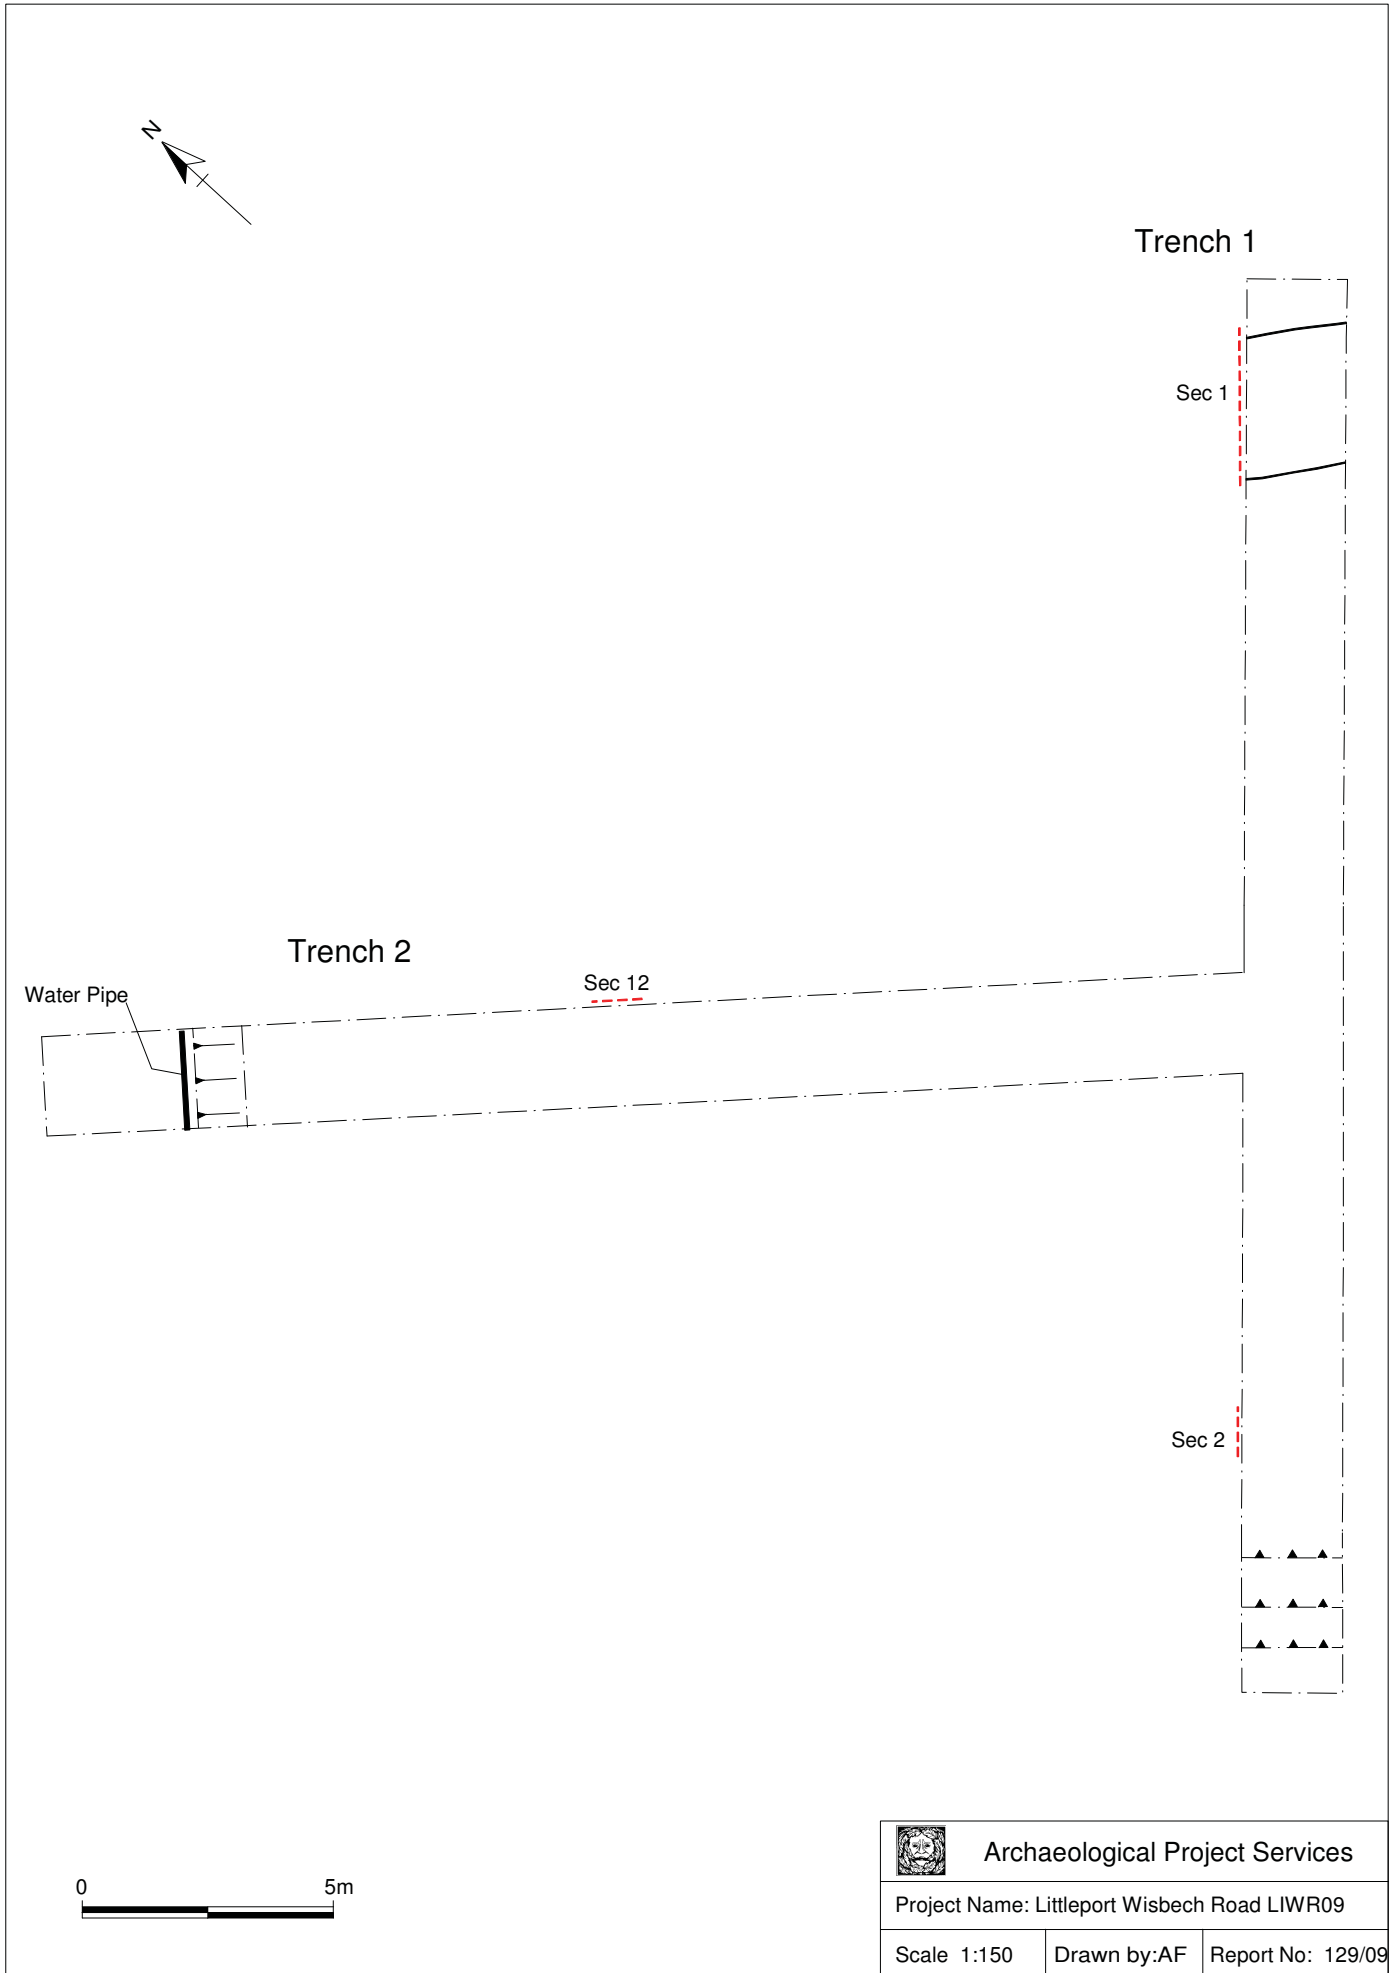 N
Trench 1
Sec 1
Trench 2
Sec 12
Water Pipe
Sec 2
0 5m
Archaeological Project Services
Project Name: Littleport Wisbech Road LIWR09
Scale 1:150 Drawn by:AF Report No: 129/09